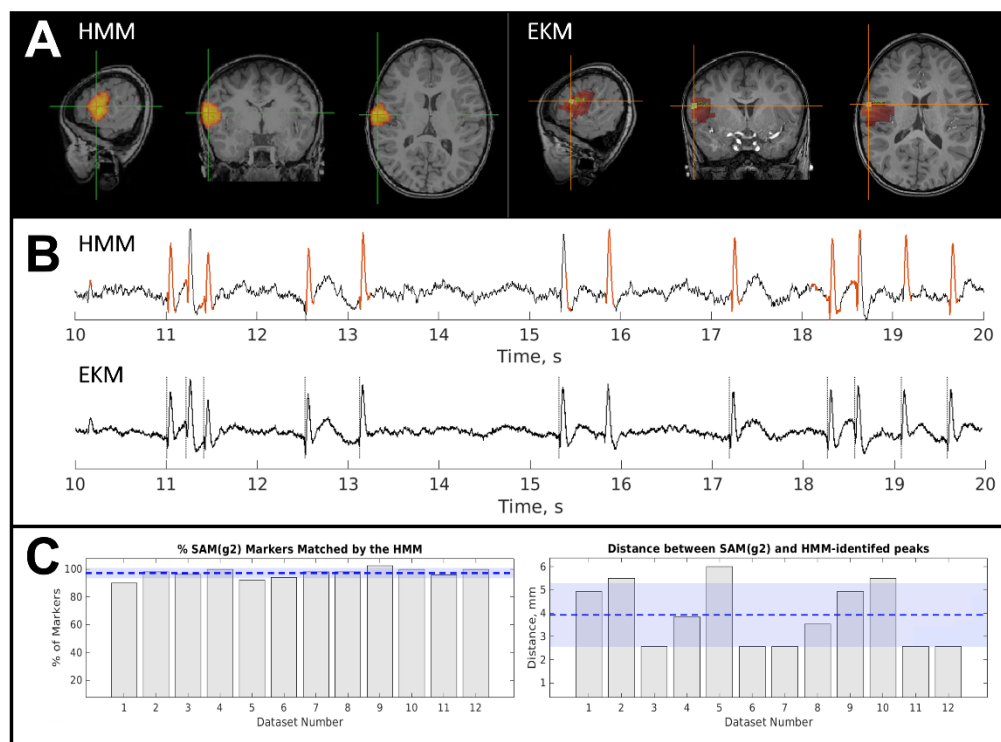 A
HMM
EKM
B
HMM
10 11 12 13 14 15 16 17 18 19 20
Time, s
EKM
10 11 12 13 14 15 16 17 18 19 20
Time, s
C
% SAM(g2) Markers Matched by the HMM
% of Markers
100
80
60
40
20
1 2 3 4 5 6 7 8 9 10 11 12
Dataset Number
Distance between SAM(g2) and HMM-identifed peaks
Distance, mm
6
5
4
3
2
1
1 2 3 4 5 6 7 8 9 10 11 12
Dataset Number